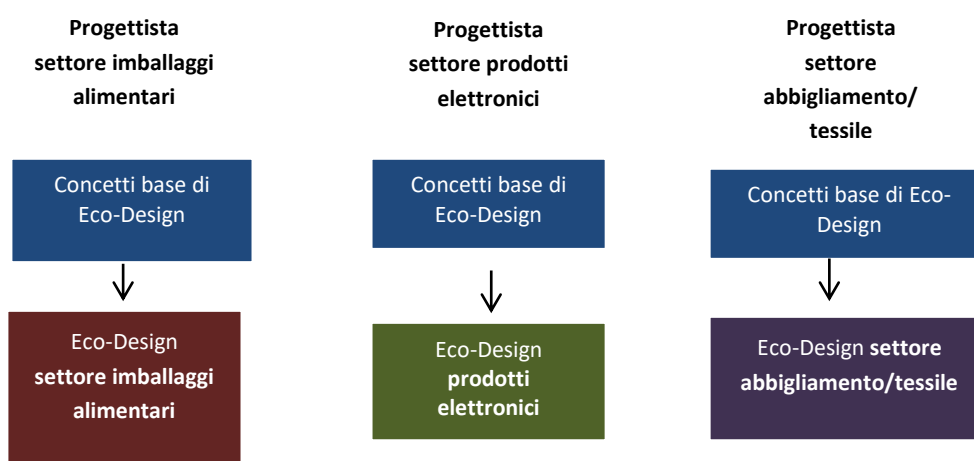 Progettista
settore imballaggi
alimentari
Concetti base di
Eco-Design
Eco-Design
settore imballaggi
alimentari
Progettista
settore prodotti
elettronici
Concetti base di
Eco-Design
Eco-Design
prodotti
elettronici
Progettista
settore
abbigliamento/
tessile
Concetti base di Eco-
Design
Eco-Design settore
abbigliamento/tessile